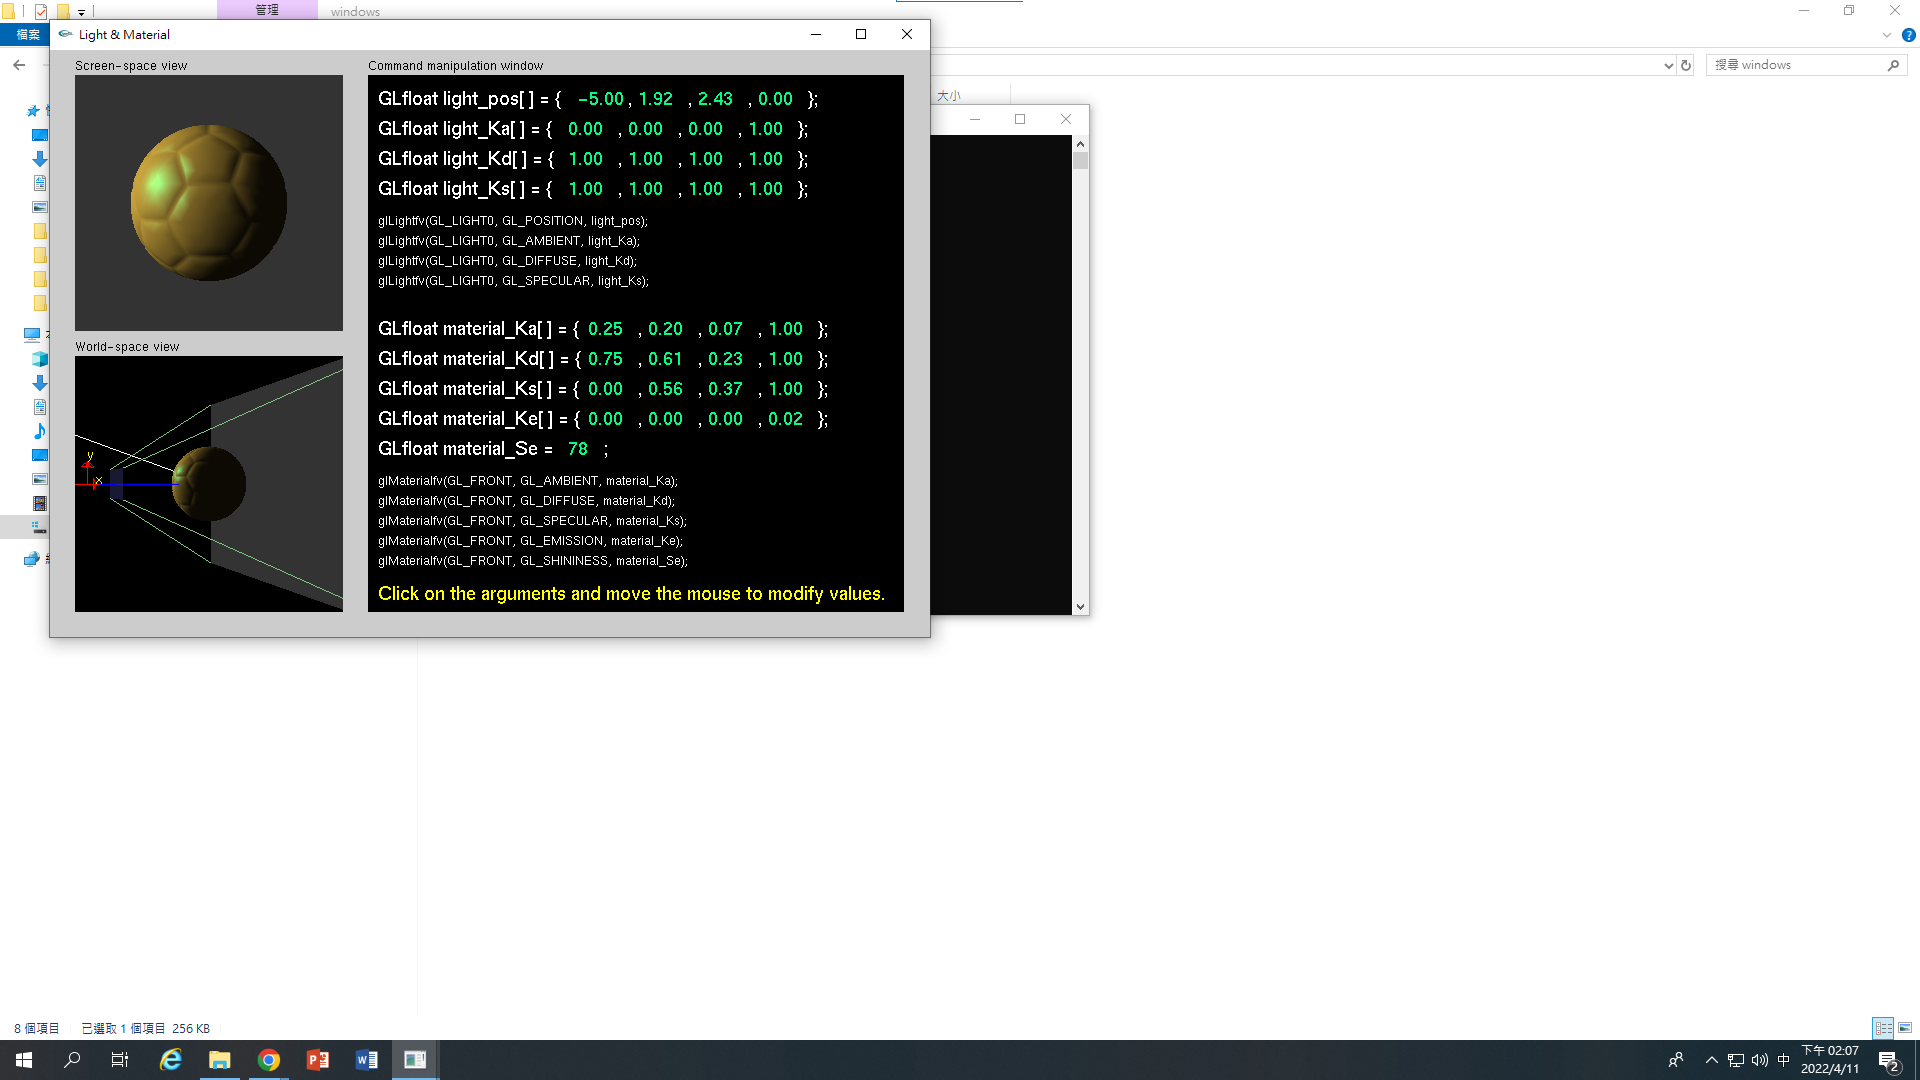 管理
windows
檔案
Light & Material
搜尋 windows
大小
Screen-space view
Command manipulation window
GLfloat light_pos[ ] = { -5.00 , 1.92 , 2.43 , 0.00 };
GLfloat light_Ka[ ] = { 0.00 , 0.00 , 0.00 , 1.00 };
GLfloat light_Kd[ ] = { 1.00 , 1.00 , 1.00 , 1.00 };
GLfloat light_Ks[ ] = { 1.00 , 1.00 , 1.00 , 1.00 };
glLightfv(GL_LIGHT0, GL_POSITION, light_pos);
glLightfv(GL_LIGHT0, GL_AMBIENT, light_Ka);
glLightfv(GL_LIGHT0, GL_DIFFUSE, light_Kd);
glLightfv(GL_LIGHT0, GL_SPECULAR, light_Ks);
GLfloat material_Ka[ ] = { 0.25 , 0.20 , 0.07 , 1.00 };
GLfloat material_Kd[ ] = { 0.75 , 0.61 , 0.23 , 1.00 };
GLfloat material_Ks[ ] = { 0.00 , 0.56 , 0.37 , 1.00 };
GLfloat material_Ke[ ] = { 0.00 , 0.00 , 0.00 , 0.02 };
GLfloat material_Se = 78 ;
glMaterialfv(GL_FRONT, GL_AMBIENT, material_Ka);
glMaterialfv(GL_FRONT, GL_DIFFUSE, material_Kd);
glMaterialfv(GL_FRONT, GL_SPECULAR, material_Ks);
glMaterialfv(GL_FRONT, GL_EMISSION, material_Ke);
glMaterialfv(GL_FRONT, GL_SHININESS, material_Se);
Click on the arguments and move the mouse to modify values.
World-space view
y
x
8 個項目 已選取 1 個項目 256 KB
中
下午 02:07
2022/4/11
2